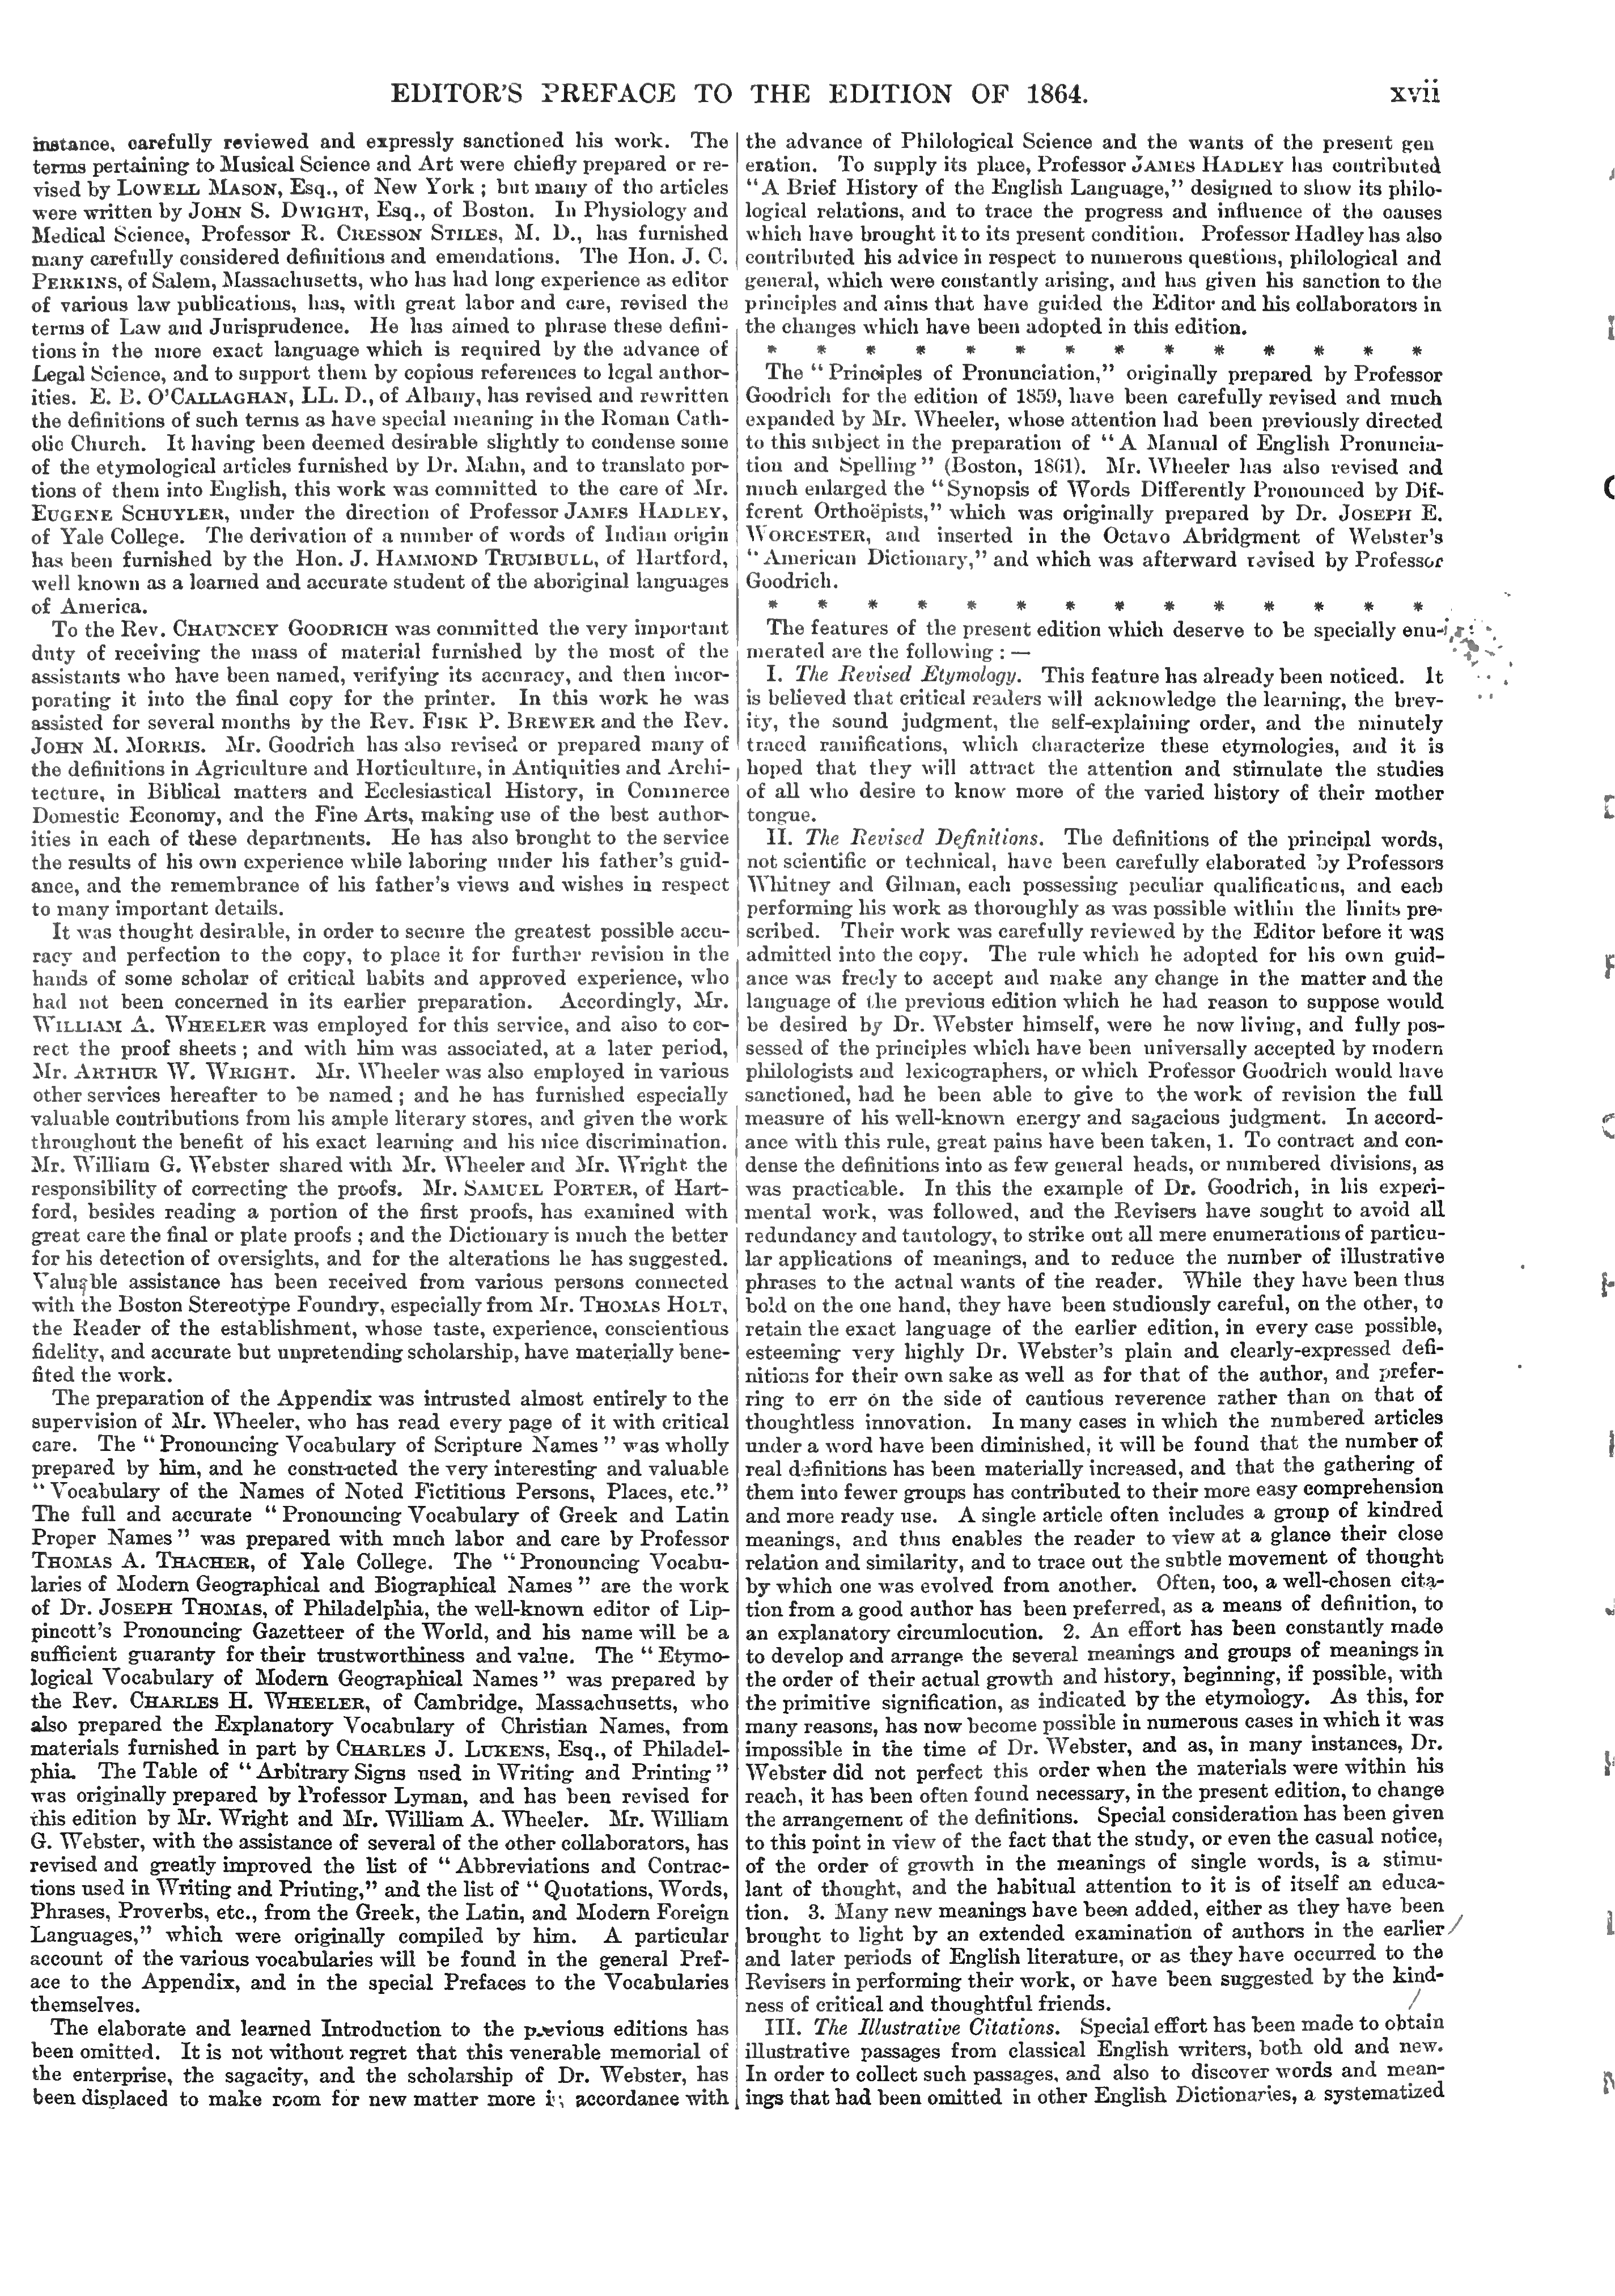 EDITOR'S PREFACE TO THE EDITION OF 1864.
xvii
instance, carefully reviewed and expressly sanctioned his work. The
terms pertaining to Musical Science and Art were chiefly prepared or re-
vised by LOWELL MASON, Esq., of New York; but many of the articles
were written by JOHN S. DWIGHT, Esq., of Boston. In Physiology and
Medical Science, Professor R. CRESSON STILES, M. D., has furnished
many carefully considered definitions and emendations. The Hon. J. C.
PERKINS, of Salem, Massachusetts, who has had long experience as editor
of various law publications, has, with great labor and care, revised the
terms of Law and Jurisprudence. He has aimed to phrase these defini-
tions in the more exact language which is required by the advance of
Legal Science, and to support them by copious references to legal author-
ities. E. B. O'CALLAGHAN, LL. D., of Albany, has revised and rewritten
the definitions of such terms as have special meaning in the Roman Cath-
olic Church. It having been deemed desirable slightly to condense some
of the etymological articles furnished by Dr. Mahn, and to translate por-
tions of them into English, this work was committed to the care of Mr.
EUGENE SCHUYLER, under the direction of Professor JAMES HADLEY,
of Yale College. The derivation of a number of words of Indian origin
has been furnished by the Hon. J. HAMMOND TRUMBULL, of Hartford,
well known as a learned and accurate student of the aboriginal languages
of America.
To the Rev. CHAUNCEY GOODRICH was committed the very important
duty of receiving the mass of material furnished by the most of the
assistants who have been named, verifying its accuracy, and then incor-
porating it into the final copy for the printer. In this work he was
assisted for several months by the Rev. FISK P. BREWER and the Rev.
JOHN M. MORRIS. Mr. Goodrich has also revised or prepared many of
the definitions in Agriculture and Horticulture, in Antiquities and Archi-
tecture, in Biblical matters and Ecclesiastical History, in Commerce
Domestic Economy, and the Fine Arts, making use of the best author-
ities in each of these departments. He has also brought to the service
the results of his own experience while laboring under his father's guid-
ance, and the remembrance of his father's views and wishes in respect
to many important details.
It was thought desirable, in order to secure the greatest possible accu-
racy and perfection to the copy, to place it for further revision in the
hands of some scholar of critical habits and approved experience, who
had not been concerned in its earlier preparation. Accordingly, Mr.
WILLIAM A. WHEELER was employed for this service, and also to cor-
rect the proof sheets; and with him was associated, at a later period,
Mr. ARTHUR W. WRIGHT. Mr. Wheeler was also employed in various
other services hereafter to be named; and he has furnished especially
valuable contributions from his ample literary stores, and given the work
throughout the benefit of his exact learning and his nice discrimination.
Mr. William G. Webster shared with Mr. Wheeler and Mr. Wright the
responsibility of correcting the proofs. Mr. SAMUEL PORTER, of Hart-
ford, besides reading a portion of the first proofs, has examined with
great care the final or plate proofs; and the Dictionary is much the better
for his detection of oversights, and for the alterations he has suggested.
Valuable assistance has been received from various persons connected
with the Boston Stereotype Foundry, especially from Mr. THOMAS HOLT,
the Reader of the establishment, whose taste, experience, conscientious
fidelity, and accurate but unpretending scholarship, have materially bene-
fited the work.
The preparation of the Appendix was intrusted almost entirely to the
supervision of Mr. Wheeler, who has read every page of it with critical
care. The "Pronouncing Vocabulary of Scripture Names" was wholly
prepared by him, and he constructed the very interesting and valuable
"Vocabulary of the Names of Noted Fictitious Persons, Places, etc."
The full and accurate "Pronouncing Vocabulary of Greek and Latin
Proper Names" was prepared with much labor and care by Professor
THOMAS A. THACHER, of Yale College. The "Pronouncing Vocabu-
laries of Modern Geographical and Biographical Names" are the work
of Dr. JOSEPH THOMAS, of Philadelphia, the well-known editor of Lip-
pincott's Pronouncing Gazetteer of the World, and his name will be a
sufficient guaranty for their trustworthiness and value. The "Etymo-
logical Vocabulary of Modern Geographical Names" was prepared by
the Rev. CHARLES H. WHEELER, of Cambridge, Massachusetts, who
also prepared the Explanatory Vocabulary of Christian Names, from
materials furnished in part by CHARLES J. LUKENS, Esq., of Philadel-
phia. The Table of "Arbitrary Signs used in Writing and Printing"
was originally prepared by Professor Lyman, and has been revised for
this edition by Mr. Wright and Mr. William A. Wheeler. Mr. William
G. Webster, with the assistance of several of the other collaborators, has
revised and greatly improved the list of "Abbreviations and Contrac-
tions used in Writing and Printing," and the list of "Quotations, Words,
Phrases, Proverbs, etc., from the Greek, the Latin, and Modern Foreign
Languages," which were originally compiled by him. A particular
account of the various vocabularies will be found in the general Pref-
ace to the Appendix, and in the special Prefaces to the Vocabularies
themselves.
The elaborate and learned Introduction to the previous editions has
been omitted. It is not without regret that this venerable memorial of
the enterprise, the sagacity, and the scholarship of Dr. Webster, has
been displaced to make room for new matter more in accordance with
the advance of Philological Science and the wants of the present gen
eration. To supply its place, Professor JAMES HADLEY has contributed
"A Brief History of the English Language," designed to show its philo-
logical relations, and to trace the progress and influence of the causes
which have brought it to its present condition. Professor Hadley has also
contributed his advice in respect to numerous questions, philological and
general, which were constantly arising, and has given his sanction to the
principles and aims that have guided the Editor and his collaborators in
the changes which have been adopted in this edition.
* * * * * * * * * * * * * *
The "Principles of Pronunciation," originally prepared by Professor
Goodrich for the edition of 1859, have been carefully revised and much
expanded by Mr. Wheeler, whose attention had been previously directed
to this subject in the preparation of "A Manual of English Pronuncia-
tion and Spelling" (Boston, 1861). Mr. Wheeler has also revised and
much enlarged the "Synopsis of Words Differently Pronounced by Dif-
ferent Orthoëpists," which was originally prepared by Dr. JOSEPH E.
WORCESTER, and inserted in the Octavo Abridgment of Webster's
"American Dictionary," and which was afterward revised by Professor
Goodrich.
* * * * * * * * * * * * * *
The features of the present edition which deserve to be specially enu-
merated are the following: —
I. The Revised Etymology. This feature has already been noticed. It
is believed that critical readers will acknowledge the learning, the brev-
ity, the sound judgment, the self-explaining order, and the minutely
traced ramifications, which characterize these etymologies, and it is
hoped that they will attract the attention and stimulate the studies
of all who desire to know more of the varied history of their mother
tongue.
II. The Revised Definitions. The definitions of the principal words,
not scientific or technical, have been carefully elaborated by Professors
Whitney and Gilman, each possessing peculiar qualifications, and each
performing his work as thoroughly as was possible within the limits pre-
scribed. Their work was carefully reviewed by the Editor before it was
admitted into the copy. The rule which he adopted for his own guid-
ance was freely to accept and make any change in the matter and the
language of the previous edition which he had reason to suppose would
be desired by Dr. Webster himself, were he now living, and fully pos-
sessed of the principles which have been universally accepted by modern
philologists and lexicographers, or which Professor Goodrich would have
sanctioned, had he been able to give to the work of revision the full
measure of his well-known energy and sagacious judgment. In accord-
ance with this rule, great pains have been taken, 1. To contract and con-
dense the definitions into as few general heads, or numbered divisions, as
was practicable. In this the example of Dr. Goodrich, in his experi-
mental work, was followed, and the Revisers have sought to avoid all
redundancy and tautology, to strike out all mere enumerations of particu-
lar applications of meanings, and to reduce the number of illustrative
phrases to the actual wants of the reader. While they have been thus
bold on the one hand, they have been studiously careful, on the other, to
retain the exact language of the earlier edition, in every case possible,
esteeming very highly Dr. Webster's plain and clearly-expressed defi-
nitions for their own sake as well as for that of the author, and prefer-
ring to err on the side of cautious reverence rather than on that of
thoughtless innovation. In many cases in which the numbered articles
under a word have been diminished, it will be found that the number of
real definitions has been materially increased, and that the gathering of
them into fewer groups has contributed to their more easy comprehension
and more ready use. A single article often includes a group of kindred
meanings, and thus enables the reader to view at a glance their close
relation and similarity, and to trace out the subtle movement of thought
by which one was evolved from another. Often, too, a well-chosen cita-
tion from a good author has been preferred, as a means of definition, to
an explanatory circumlocution. 2. An effort has been constantly made
to develop and arrange the several meanings and groups of meanings in
the order of their actual growth and history, beginning, if possible, with
the primitive signification, as indicated by the etymology. As this, for
many reasons, has now become possible in numerous cases in which it was
impossible in the time of Dr. Webster, and as, in many instances, Dr.
Webster did not perfect this order when the materials were within his
reach, it has been often found necessary, in the present edition, to change
the arrangement of the definitions. Special consideration has been given
to this point in view of the fact that the study, or even the casual notice,
of the order of growth in the meanings of single words, is a stimu-
lant of thought, and the habitual attention to it is of itself an educa-
tion. 3. Many new meanings have been added, either as they have been
brought to light by an extended examination of authors in the earlier
and later periods of English literature, or as they have occurred to the
Revisers in performing their work, or have been suggested by the kind-
ness of critical and thoughtful friends.
III. The Illustrative Citations. Special effort has been made to obtain
illustrative passages from classical English writers, both old and new.
In order to collect such passages, and also to discover words and mean-
ings that had been omitted in other English Dictionaries, a systematized